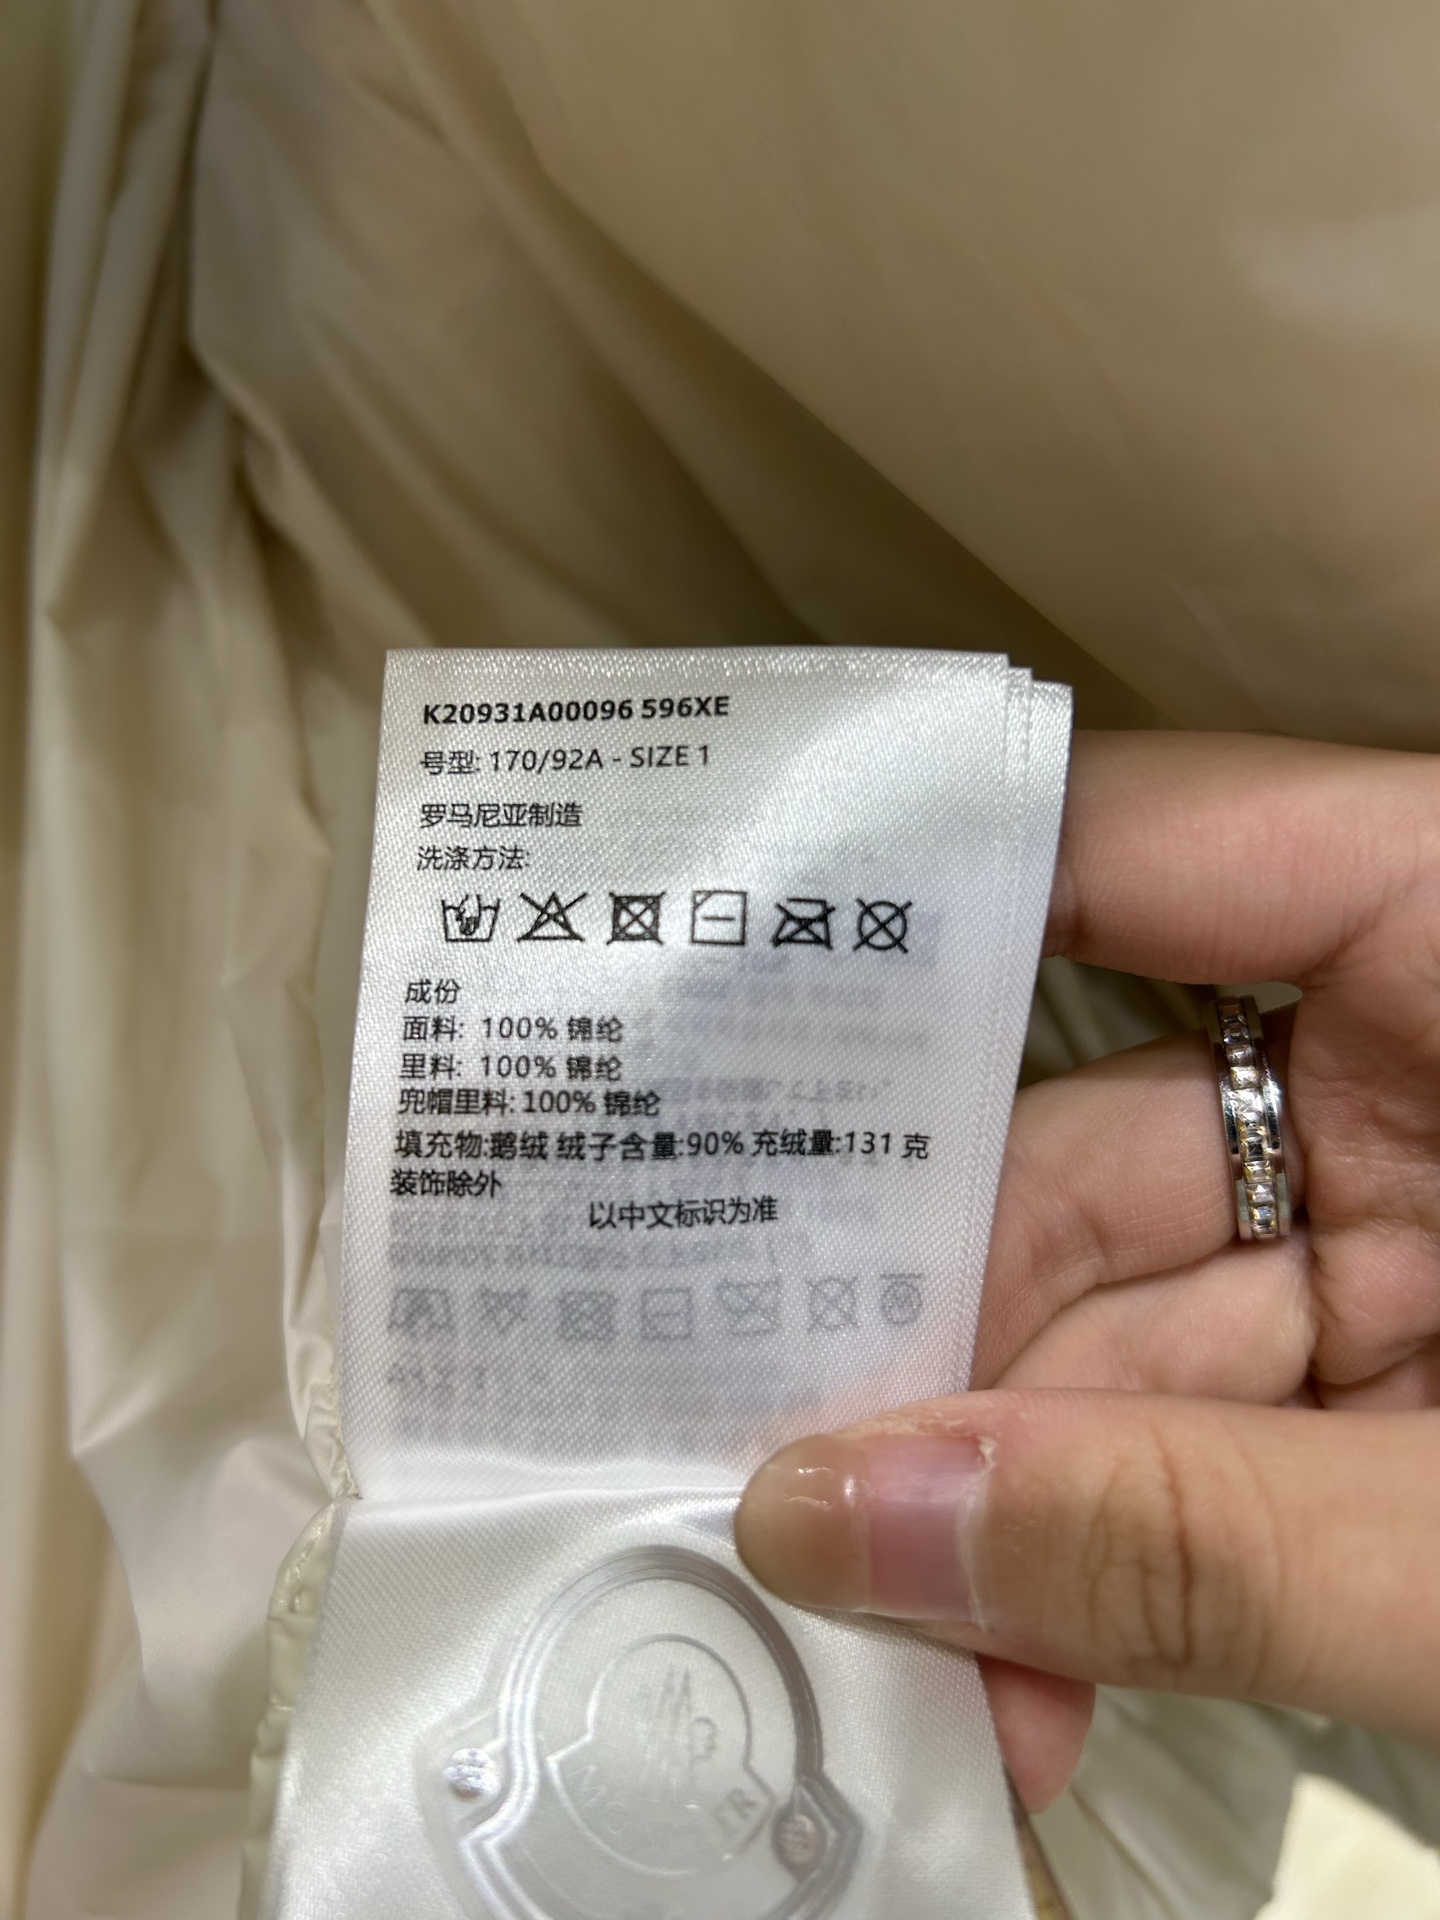 K20931A00096 596XE
号型: 170/92A - SIZE 1
罗马尼亚制造
洗涤方法:
成份
面料: 100% 锦纶
里料: 100% 锦纶
兜帽里料: 100% 锦纶
填充物:鹅绒 绒子含量:90% 充绒量:131 克
装饰除外
以中文标识为准